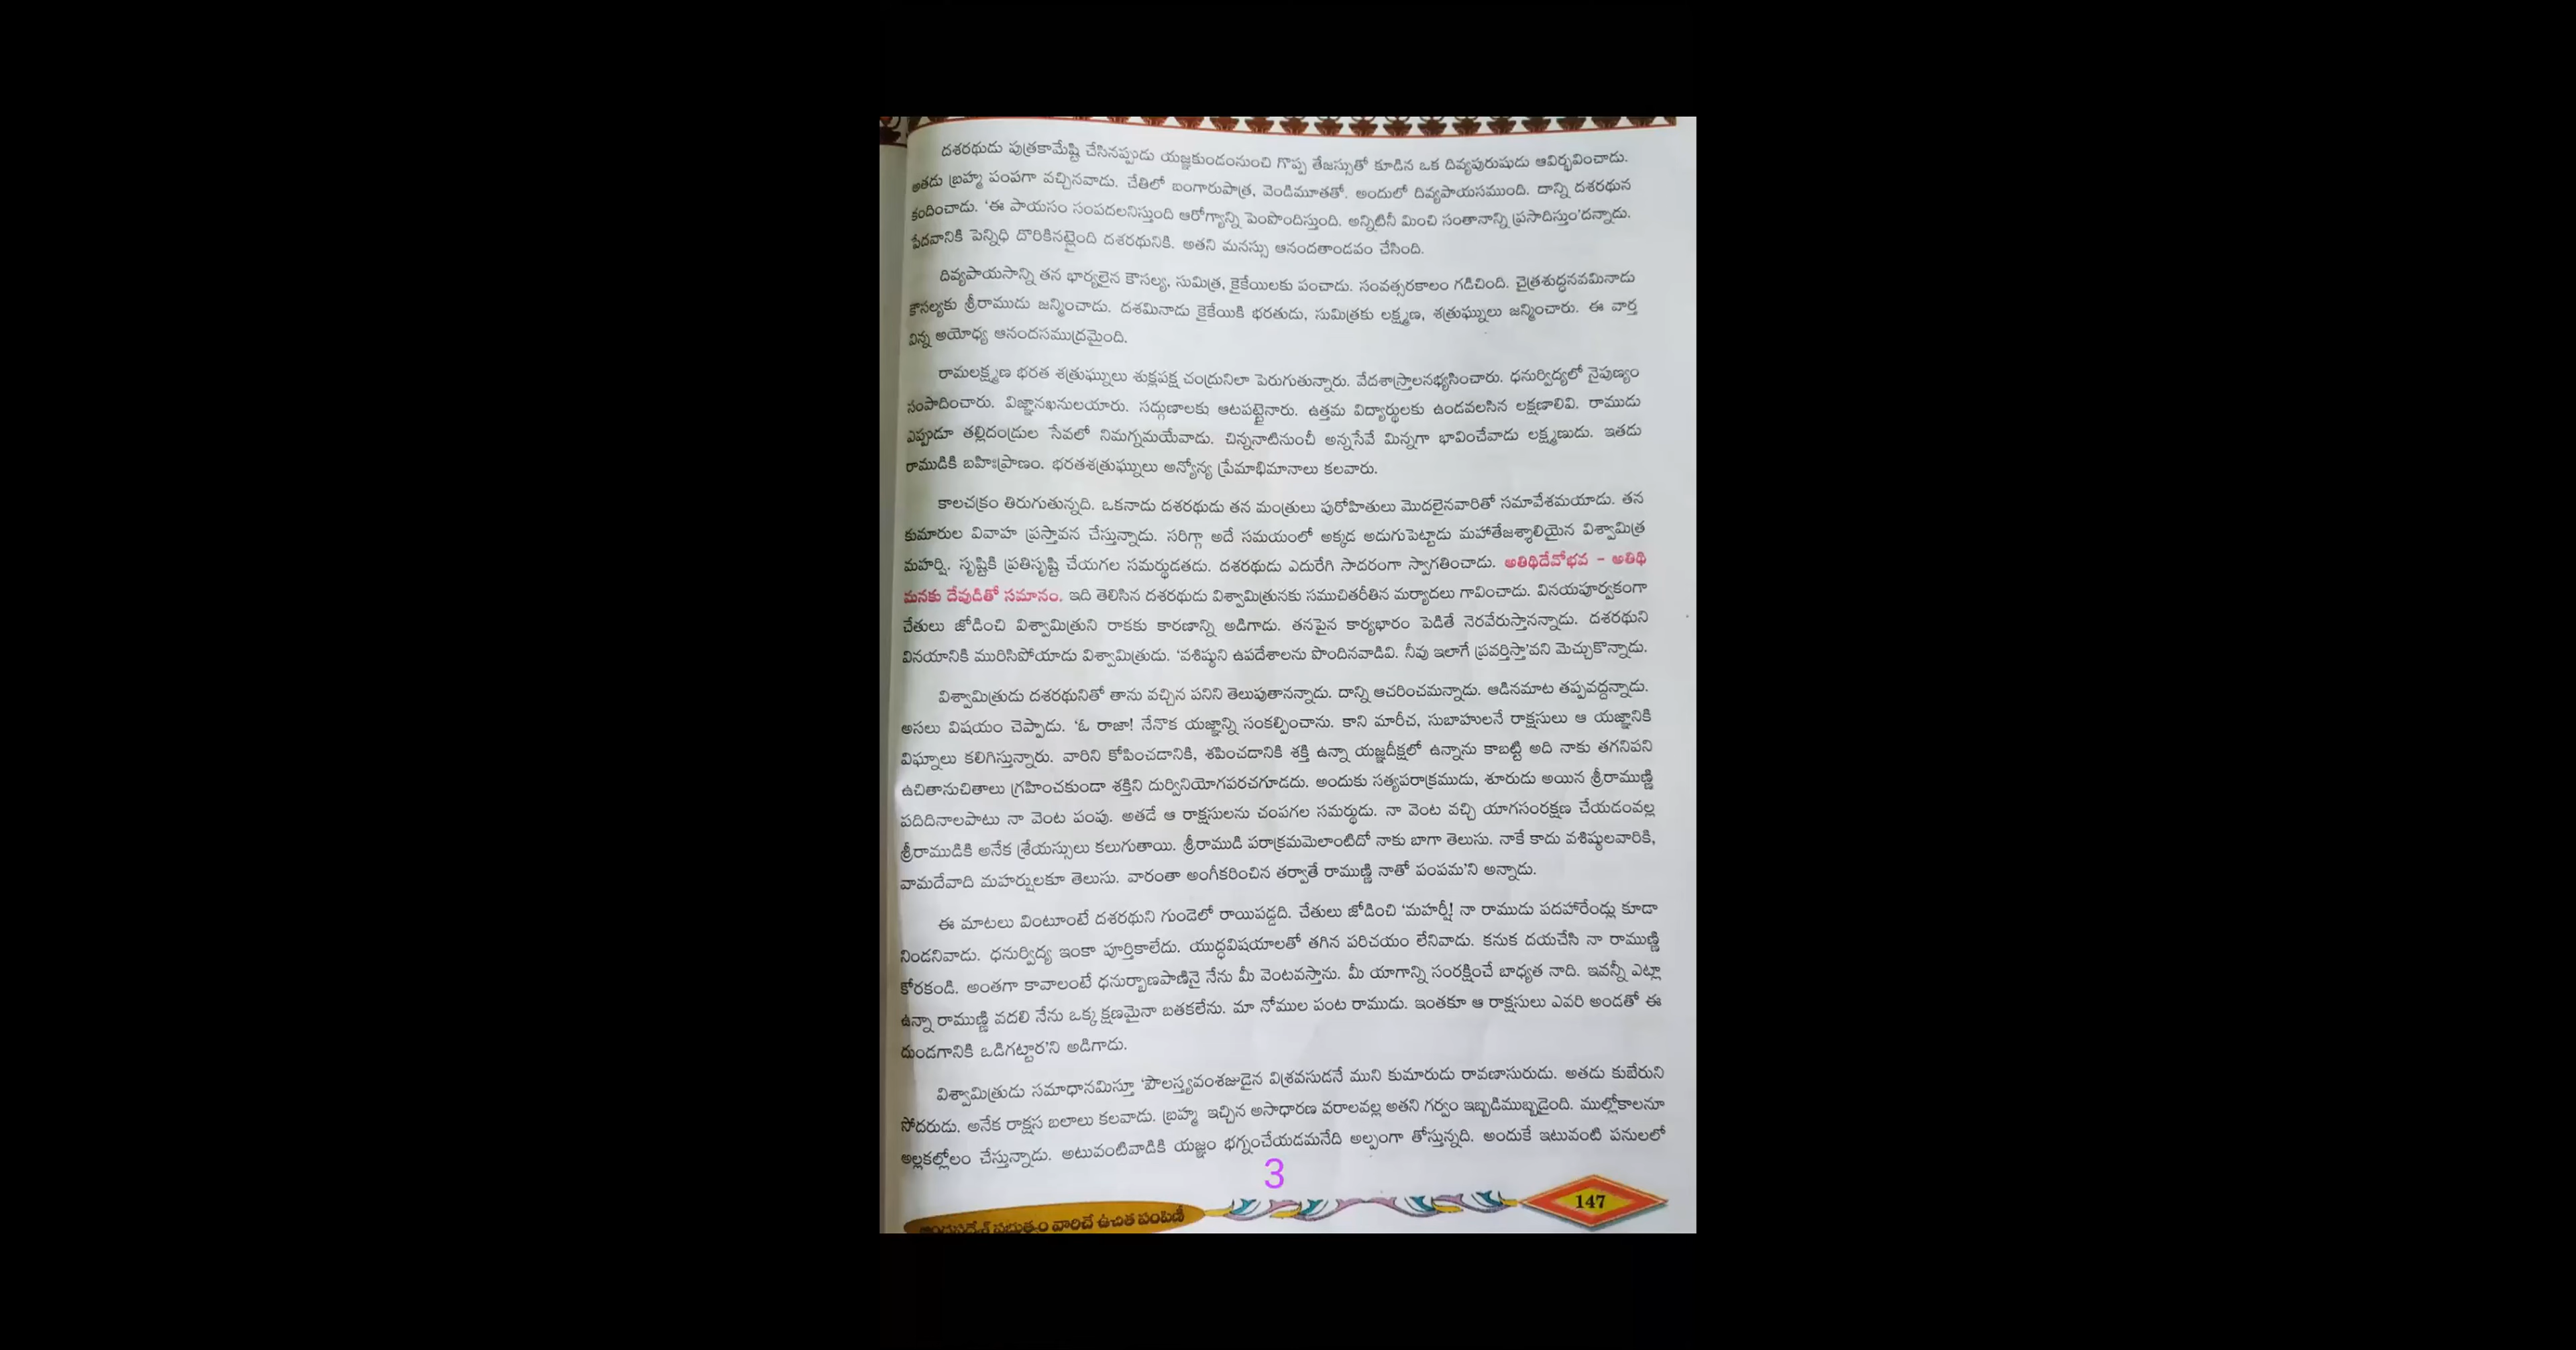 దశరథుడు పుత్రకామేష్టి చేసినప్పుడు యజ్ఞకుండంనుంచి గొప్ప తేజస్సుతో కూడిన ఒక దివ్యపురుషుడు ఆవిర్భవించాడు.
అతడు బ్రహ్మ పంపగా వచ్చినవాడు. చేతిలో బంగారుపాత్ర, వెండిమూతతో. అందులో దివ్యపాయసముంది. దాన్ని దశరథున
కందించాడు. ‘ఈ పాయసం సంపదలనిస్తుంది ఆరోగ్యాన్ని పెంపొందిస్తుంది. అన్నిటినీ మించి సంతానాన్ని ప్రసాదిస్తుం’దన్నాడు.
పేదవానికి పెన్నిధి దొరికినట్లైంది దశరథునికి. అతని మనస్సు ఆనందతాండవం చేసింది.
దివ్యపాయసాన్ని తన భార్యలైన కౌసల్య, సుమిత్ర, కైకేయిలకు పంచాడు. సంవత్సరకాలం గడిచింది. చైత్రశుద్ధనవమినాడు
కౌసల్యకు శ్రీరాముడు జన్మించాడు. దశమినాడు కైకేయికి భరతుడు, సుమిత్రకు లక్ష్మణ, శత్రుఘ్నులు జన్మించారు. ఈ వార్త
విన్న అయోధ్య ఆనందసముద్రమైంది.
రామలక్ష్మణ భరత శత్రుఘ్నులు శుక్లపక్ష చంద్రునిలా పెరుగుతున్నారు. వేదశాస్త్రాలనభ్యసించారు. ధనుర్విద్యలో నైపుణ్యం
సంపాదించారు. విజ్ఞానఖనులయారు. సద్గుణాలకు ఆటపట్టైనారు. ఉత్తమ విద్యార్థులకు ఉండవలసిన లక్షణాలివి. రాముడు
ఎప్పుడూ తల్లిదండ్రుల సేవలో నిమగ్నమయేవాడు. చిన్ననాటినుంచీ అన్నసేవే మిన్నగా భావించేవాడు లక్ష్మణుడు. ఇతడు
రాముడికి బహిఃప్రాణం. భరతశత్రుఘ్నులు అన్యోన్య ప్రేమాభిమానాలు కలవారు.
కాలచక్రం తిరుగుతున్నది. ఒకనాడు దశరథుడు తన మంత్రులు పురోహితులు మొదలైనవారితో సమావేశమయాడు. తన
కుమారుల వివాహ ప్రస్తావన చేస్తున్నాడు. సరిగ్గా అదే సమయంలో అక్కడ అడుగుపెట్టాడు మహాతేజశ్శాలియైన విశ్వామిత్ర
మహర్షి. సృష్టికి ప్రతిసృష్టి చేయగల సమర్థుడతడు. దశరథుడు ఎదురేగి సాదరంగా స్వాగతించాడు. అతిథిదేవోభవ – అతిథి
మనకు దేవుడితో సమానం. ఇది తెలిసిన దశరథుడు విశ్వామిత్రునకు సముచితరీతిన మర్యాదలు గావించాడు. వినయపూర్వకంగా
చేతులు జోడించి విశ్వామిత్రుని రాకకు కారణాన్ని అడిగాడు. తనపైన కార్యభారం పెడితే నెరవేరుస్తానన్నాడు. దశరథుని
వినయానికి మురిసిపోయాడు విశ్వామిత్రుడు. ‘వశిష్ఠుని ఉపదేశాలను పొందినవాడివి. నీవు ఇలాగే ప్రవర్తిస్తా’వని మెచ్చుకొన్నాడు.
విశ్వామిత్రుడు దశరథునితో తాను వచ్చిన పనిని తెలుపుతానన్నాడు. దాన్ని ఆచరించమన్నాడు. ఆడినమాట తప్పవద్దన్నాడు.
అసలు విషయం చెప్పాడు. ‘ఓ రాజా! నేనొక యజ్ఞాన్ని సంకల్పించాను. కాని మారీచ, సుబాహులనే రాక్షసులు ఆ యజ్ఞానికి
విఘ్నాలు కలిగిస్తున్నారు. వారిని కోపించడానికి, శపించడానికి శక్తి ఉన్నా యజ్ఞదీక్షలో ఉన్నాను కాబట్టి అది నాకు తగనిపని
ఉచితానుచితాలు గ్రహించకుండా శక్తిని దుర్వినియోగపరచగూడదు. అందుకు సత్యపరాక్రముడు, శూరుడు అయిన శ్రీరాముణ్ణి
పదిదినాలపాటు నా వెంట పంపు. అతడే ఆ రాక్షసులను చంపగల సమర్థుడు. నా వెంట వచ్చి యాగసంరక్షణ చేయడంవల్ల
శ్రీరాముడికి అనేక శ్రేయస్సులు కలుగుతాయి. శ్రీరాముడి పరాక్రమమెలాంటిదో నాకు బాగా తెలుసు. నాకే కాదు వశిష్ఠులవారికి,
వామదేవాది మహర్షులకూ తెలుసు. వారంతా అంగీకరించిన తర్వాతే రాముణ్ణి నాతో పంపమ’ని అన్నాడు.
ఈ మాటలు వింటూంటే దశరథుని గుండెలో రాయిపడ్డది. చేతులు జోడించి ‘మహర్షీ! నా రాముడు పదహారేండ్లు కూడా
నిండనివాడు. ధనుర్విద్య ఇంకా పూర్తికాలేదు. యుద్ధవిషయాలతో తగిన పరిచయం లేనివాడు. కనుక దయచేసి నా రాముణ్ణి
కోరకండి. అంతగా కావాలంటే ధనుర్బాణపాణినై నేను మీ వెంటవస్తాను. మీ యాగాన్ని సంరక్షించే బాధ్యత నాది. ఇవన్నీ ఎట్లా
ఉన్నా రాముణ్ణి వదలి నేను ఒక్క క్షణమైనా బతకలేను. మా నోముల పంట రాముడు. ఇంతకూ ఆ రాక్షసులు ఎవరి అండతో ఈ
దుండగానికి ఒడిగట్టార’ని అడిగాడు.
విశ్వామిత్రుడు సమాధానమిస్తూ ‘పౌలస్త్యవంశజుడైన విశ్రవసుడనే ముని కుమారుడు రావణాసురుడు. అతడు కుబేరుని
సోదరుడు. అనేక రాక్షస బలాలు కలవాడు. బ్రహ్మ ఇచ్చిన అసాధారణ వరాలవల్ల అతని గర్వం ఇబ్బడిముబ్బడైంది. ముల్లోకాలనూ
అల్లకల్లోలం చేస్తున్నాడు. అటువంటివాడికి యజ్ఞం భగ్నంచేయడమనేది అల్పంగా తోస్తున్నది. అందుకే ఇటువంటి పనులలో
3
147
వారిచే ఉచిత పంపిణీ